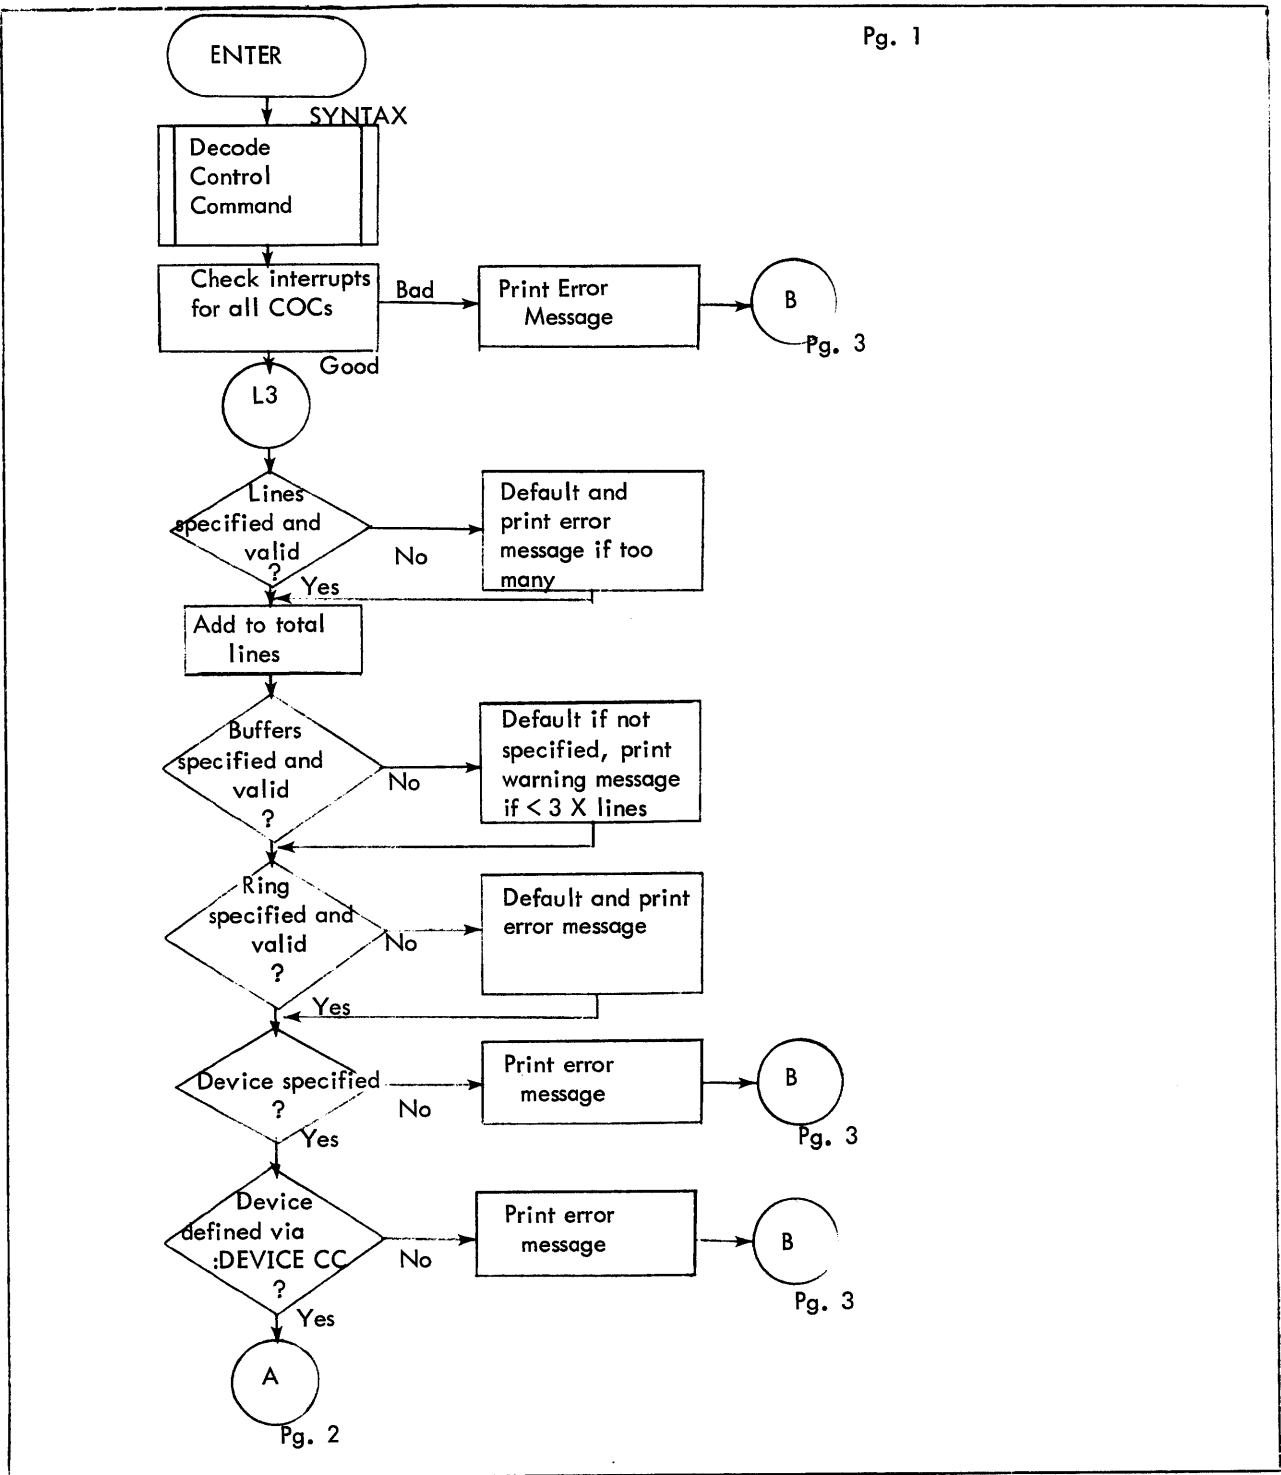 Pg. 1
ENTER
SYNTAX
Decode
Control
Command
Check interrupts
for all COCs
Bad
Print Error
Message
B
Pg. 3
Good
L3
Lines
specified and
valid
?
No
Default and
print error
message if too
many
Yes
Add to total
lines
Buffers
specified and
valid
?
No
Default if not
specified, print
warning message
if < 3 X lines
Ring
specified and
valid
?
No
Default and print
error message
Yes
Device specified
?
No
Print error
message
B
Pg. 3
Yes
Device
defined via
:DEVICE CC
?
No
Print error
message
B
Pg. 3
Yes
A
Pg. 2